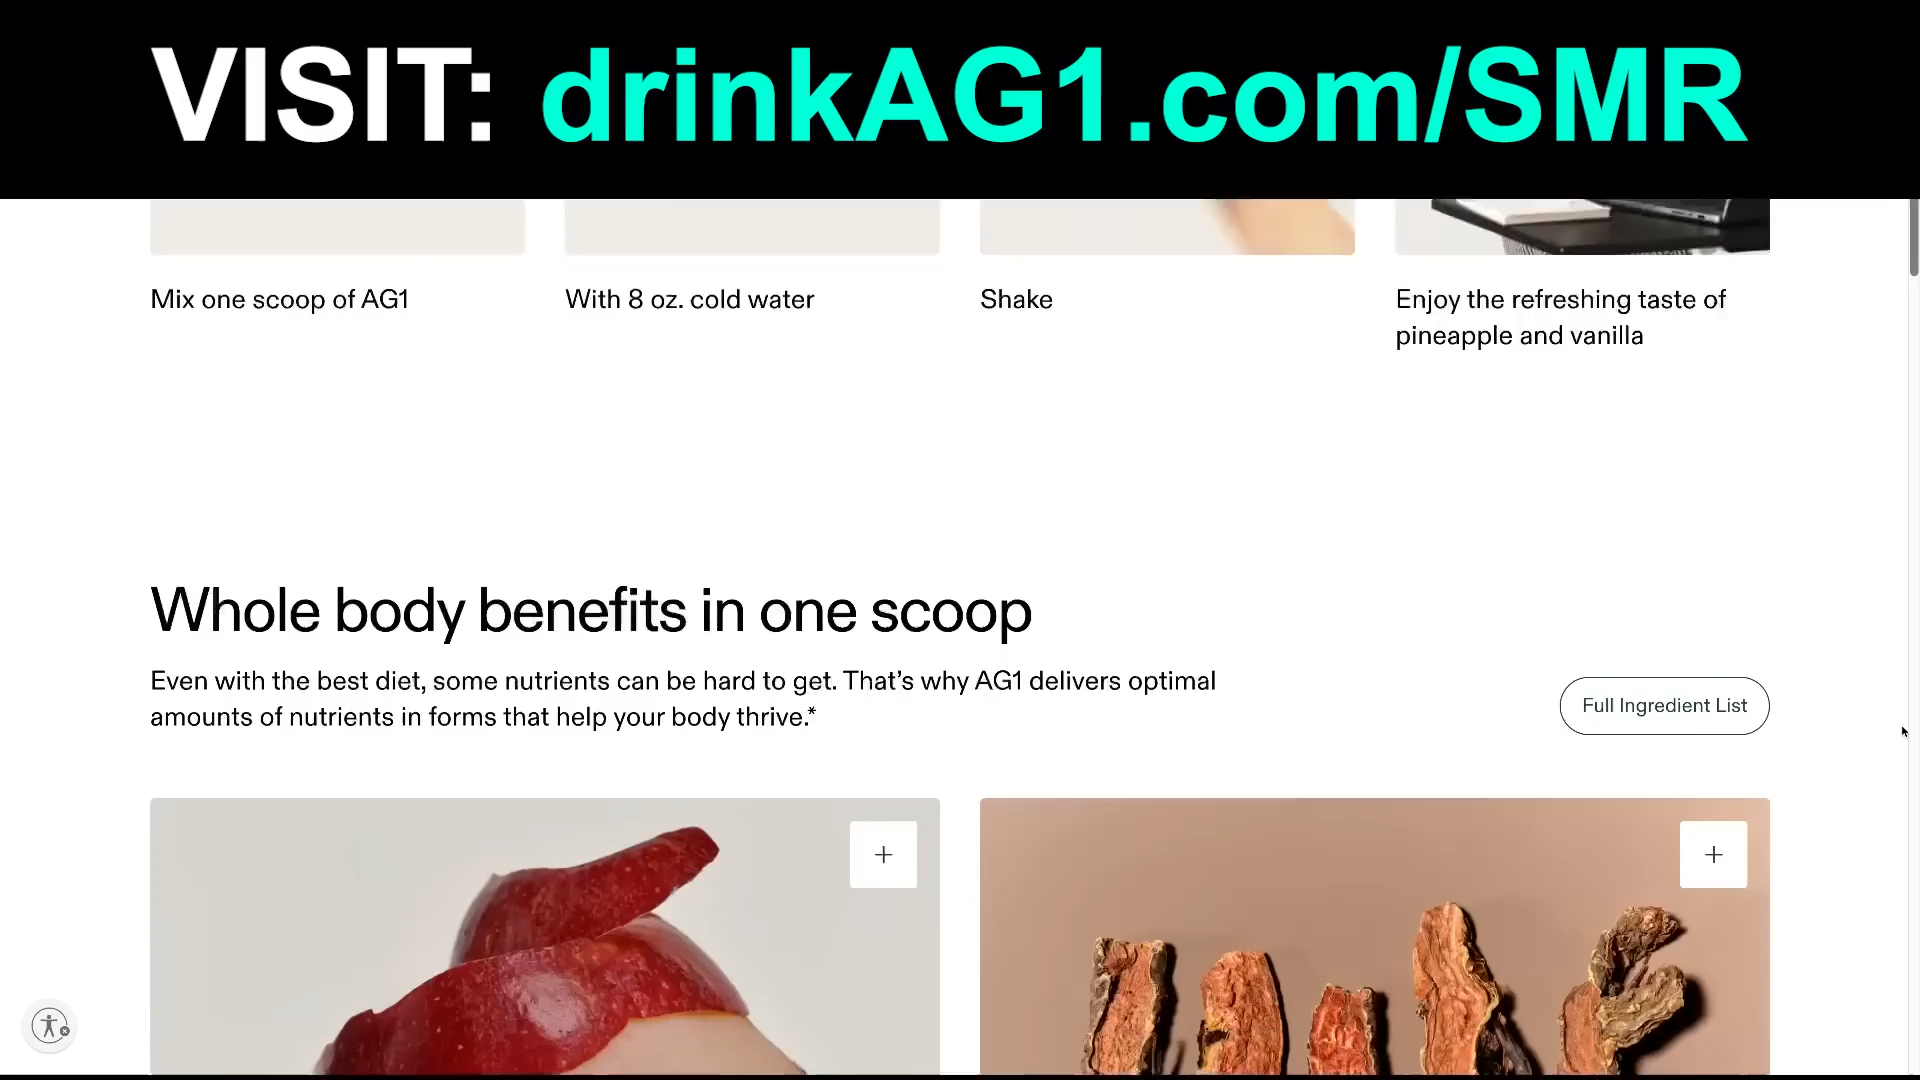 VISIT: drinkAG1.com/SMR
Mix one scoop of AG1
With 8 oz. cold water
Shake
Enjoy the refreshing taste of
pineapple and vanilla
Whole body benefits in one scoop
Even with the best diet, some nutrients can be hard to get. That’s why AG1 delivers optimal
amounts of nutrients in forms that help your body thrive.*
Full Ingredient List